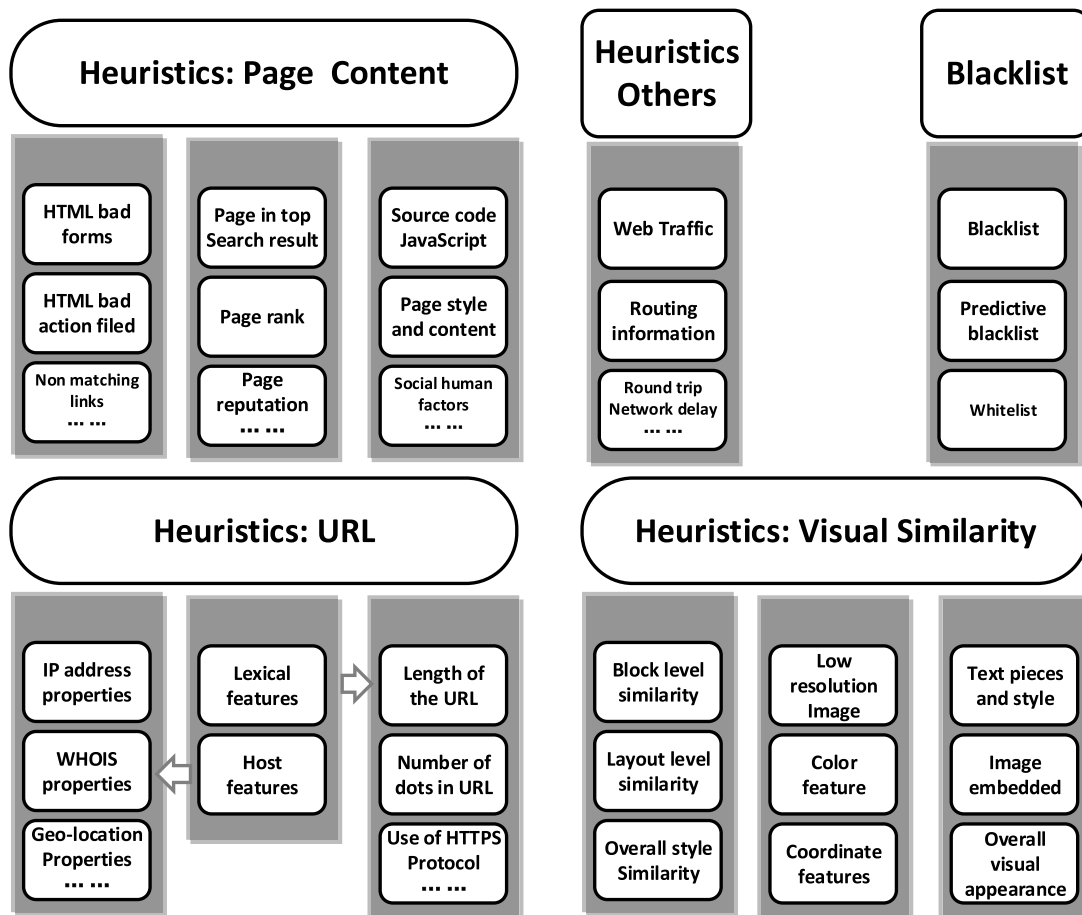 Heuristics: Page Content
HTML bad
forms
HTML bad
action filed
Non matching
links
... ...
Page in top
Search result
Page rank
Page
reputation
... ...
Source code
JavaScript
Page style
and content
Social human
factors
... ...
Heuristics
Others
Web Traffic
Routing
information
Round trip
Network delay
... ...
Blacklist
Blacklist
Predictive
blacklist
Whitelist
Heuristics: URL
IP address
properties
WHOIS
properties
Geo-location
Properties
... ...
Lexical
features
Host
features
Length of
the URL
Number of
dots in URL
Use of HTTPS
Protocol
... ...
Heuristics: Visual Similarity
Block level
similarity
Layout level
similarity
Overall style
Similarity
Low
resolution
Image
Color
feature
Coordinate
features
Text pieces
and style
Image
embedded
Overall
visual
appearance